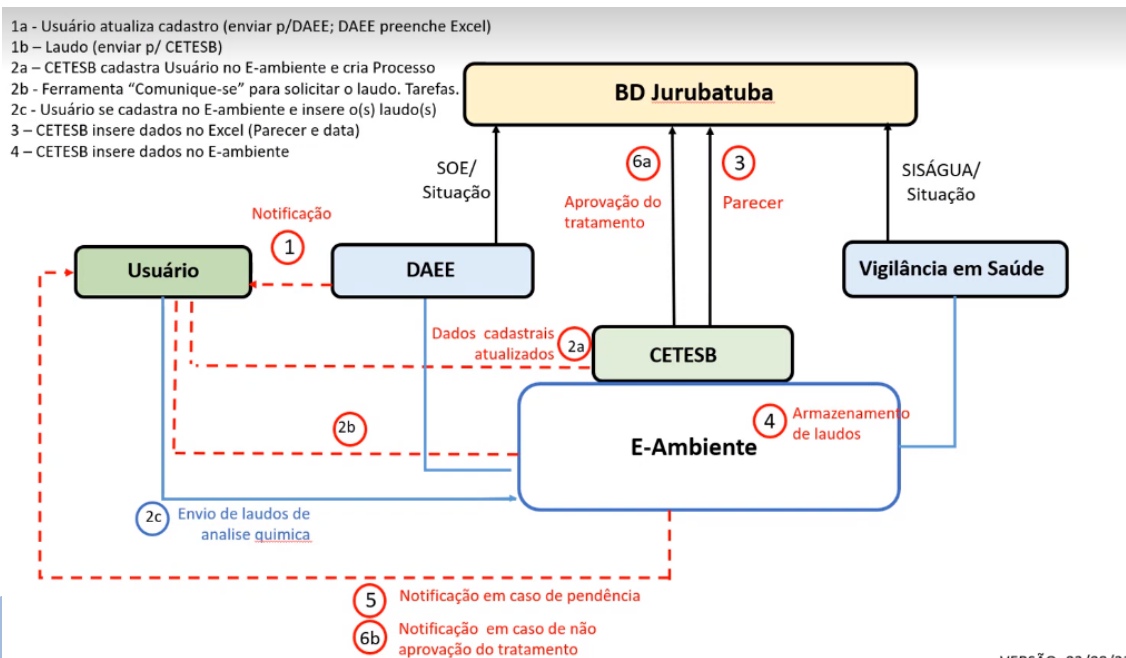 1a - Usuário atualiza cadastro (enviar p/DAEE; DAEE preenche Excel)
1b – Laudo (enviar p/ CETESB)
2a – CETESB cadastra Usuário no E-ambiente e cria Processo
2b - Ferramenta “Comunique-se” para solicitar o laudo. Tarefas.
2c - Usuário se cadastra no E-ambiente e insere o(s) laudo(s)
3 – CETESB insere dados no Excel (Parecer e data)
4 – CETESB insere dados no E-ambiente
BD Jurubatuba
SOE/
Situação
6a
Aprovação do
tratamento
3
Parecer
SISÁGUA/
Situação
Notificação
1
Usuário
DAEE
Vigilância em Saúde
Dados cadastrais
atualizados
2a
CETESB
2b
E-Ambiente
4
Armazenamento
de laudos
2c
Envio de laudos de
analise quimica
5
Notificação em caso de pendência
6b
Notificação em caso de não
aprovação do tratamento